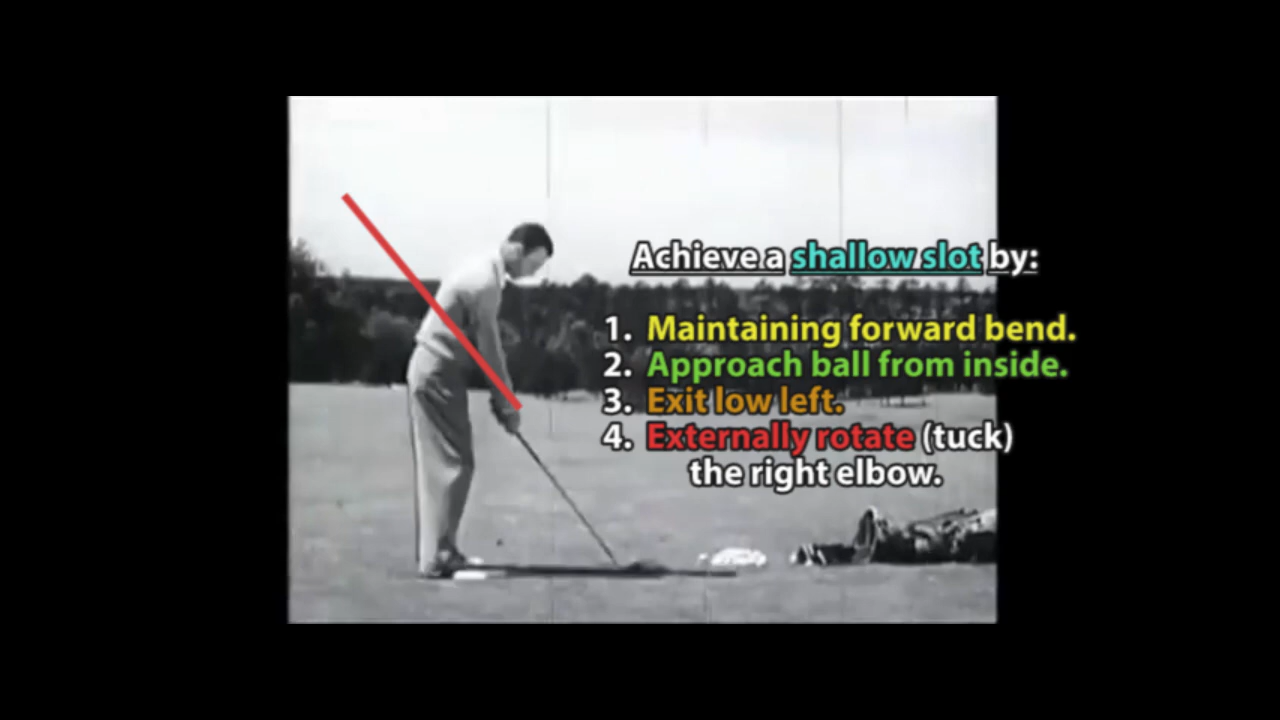 Achieve a shallow slot by:
1. Maintaining forward bend.
2. Approach ball from inside.
3. Exit low left.
4. Externally rotate (tuck)
the right elbow.